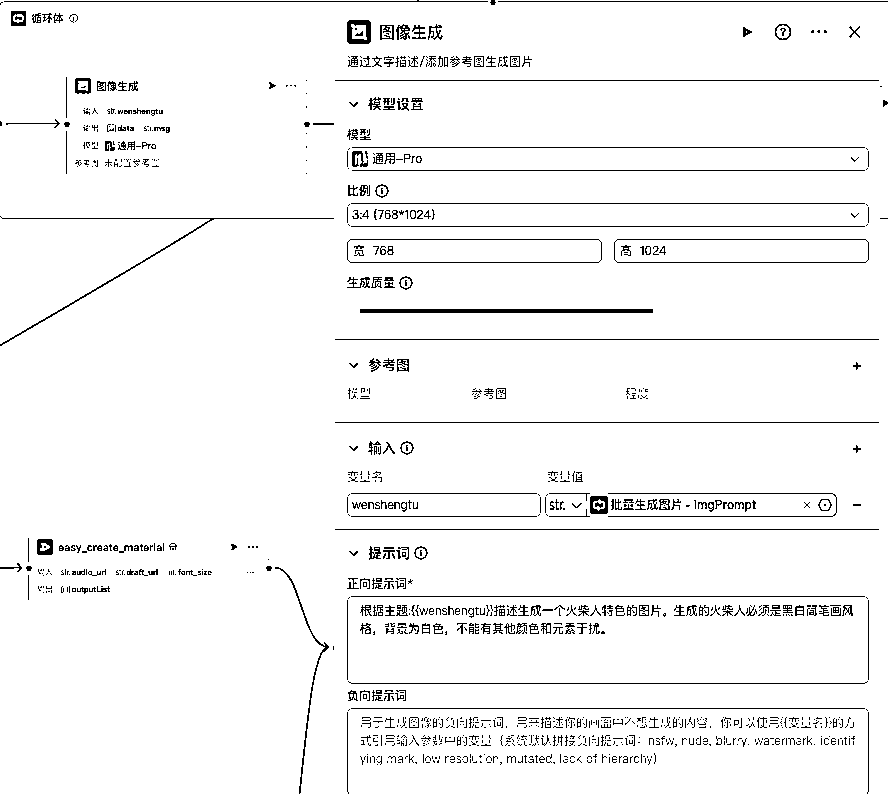 循环体
图像生成
输入 str.wenshengtu
输出 data str.msg
模型 通用-Pro
参考图 未配置参考图
图像生成
通过文字描述/添加参考图生成图片
模型设置
模型
通用-Pro
比例
3:4 (768*1024)
宽 768
高 1024
生成质量
参考图
模型 参考图 程度
输入
变量名 变量值
wenshengtu str. 批量生成图片 - imgPrompt
提示词
正向提示词*
根据主题:{{wenshengtu}}描述生成一个火柴人特色的图片。生成的火柴人必须是黑白简笔画风
格，背景为白色，不能有其他颜色和元素干扰。
负向提示词
用于生成图像的负向提示词，用来描述你的画面中不想生成的内容，你可以使用{{变量名}}的方
式引用输入参数中的变量（系统默认拼接负向提示词：nsfw, nude, blurry, watermark, identif
ying mark, low resolution, mutated, lack of hierarchy）
easy_create_material
输入 str.audio_url str.draft_url int.font_size ...
输出 outputList